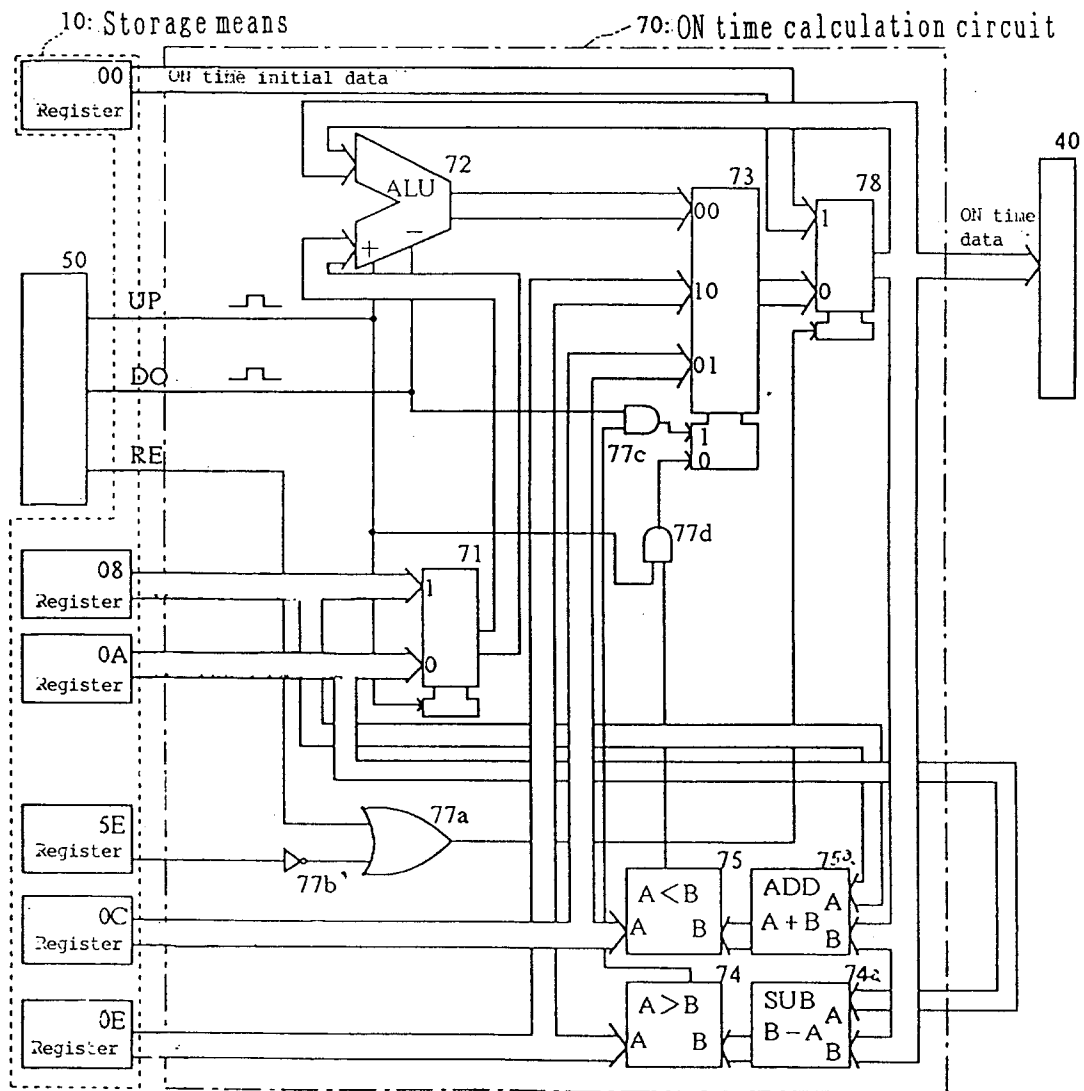 10: Storage means
70: ON time calculation circuit
00
Register
ON time initial data
40
72
ALU
+
−
73
00
10
01
1
0
78
1
0
ON time
data
50
UP
DO
RE
77c
77d
08
Register
0A
Register
71
1
0
5E
Register
77a
77b'
0C
Register
75
A<B
A
B
75a
ADD
A+B
A
B
0E
Register
74
A>B
A
B
74a
SUB
B−A
A
B